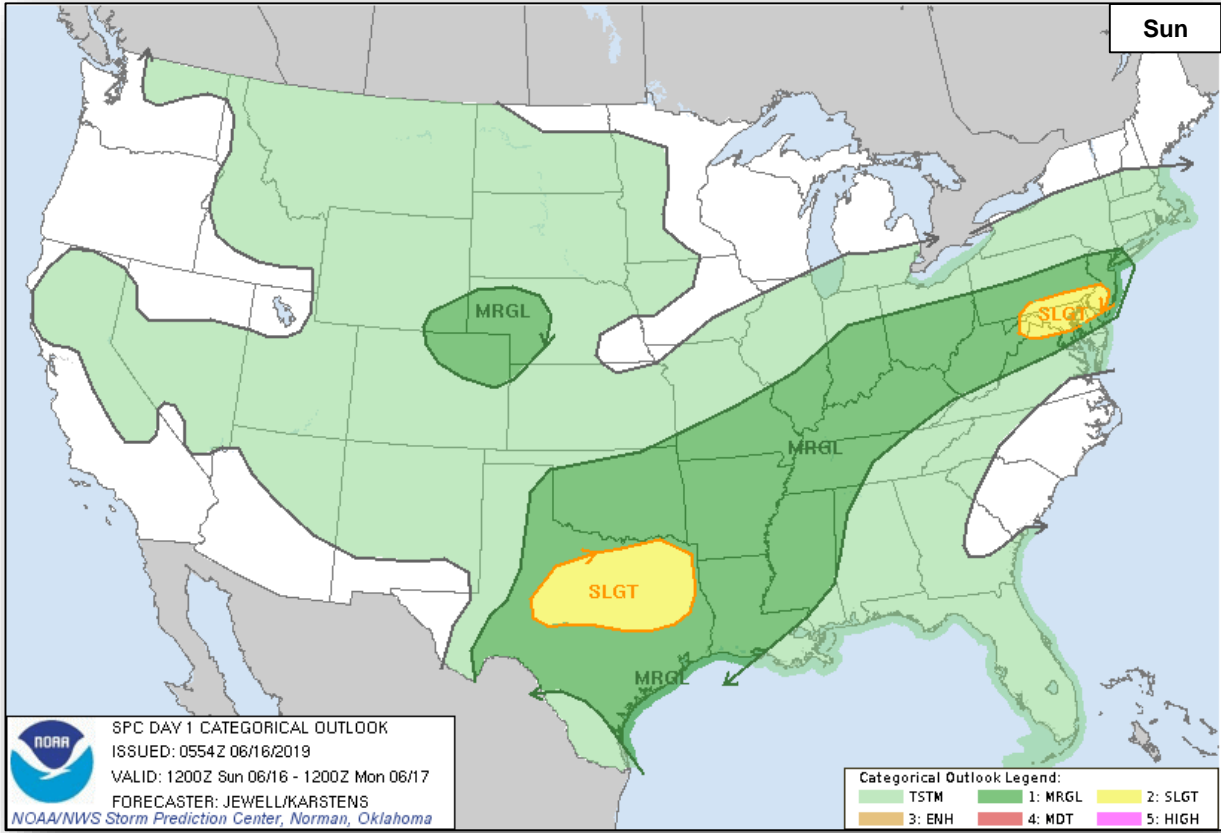 Sun
MRGL
SLGT
MRGL
SLGT
MRGL
NOAA
SPC DAY 1 CATEGORICAL OUTLOOK
ISSUED: 0554Z 06/16/2019
VALID: 1200Z Sun 06/16 - 1200Z Mon 06/17
FORECASTER: JEWELL/KARSTENS
NOAA/NWS Storm Prediction Center, Norman, Oklahoma
Categorical Outlook Legend:
TSTM 1: MRGL 2: SLGT
3: ENH 4: MDT 5: HIGH